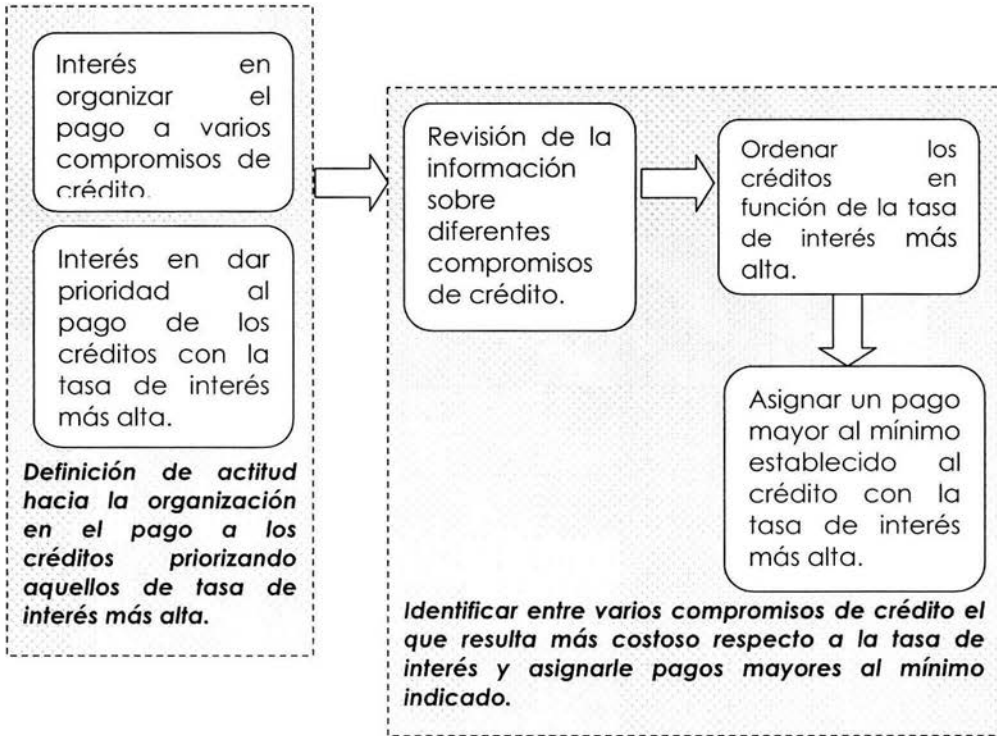 Interés en
organizar el
pago a varios
compromisos de
crédito.
Interés en dar
prioridad al
pago de los
créditos con la
tasa de interés
más alta.
Definición de actitud
hacia la organización
en el pago a los
créditos priorizando
aquellos de tasa de
interés más alta.
Revisión de la
información
sobre
diferentes
compromisos
de crédito.
Ordenar los
créditos en
función de la tasa
de interés más
alta.
Asignar un pago
mayor al mínimo
establecido al
crédito con la
tasa de interés
más alta.
Identificar entre varios compromisos de crédito el
que resulta más costoso respecto a la tasa de
interés y asignarle pagos mayores al mínimo
indicado.